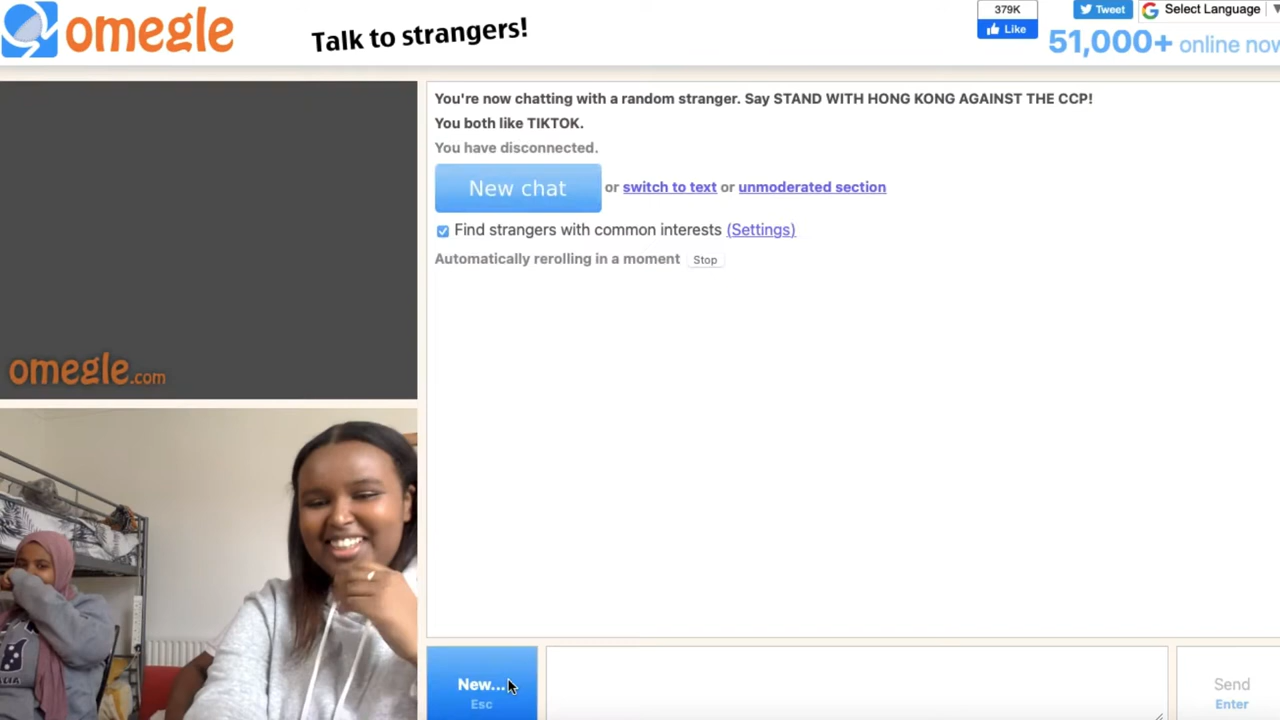 omegle
Talk to strangers!
379K
Like
Tweet
Select Language
51,000+ online now
You're now chatting with a random stranger. Say STAND WITH HONG KONG AGAINST THE CCP!
You both like TIKTOK.
You have disconnected.
New chat or switch to text or unmoderated section
Find strangers with common interests (Settings)
Automatically rerolling in a moment Stop
omegle.com
New...
Esc
Send
Enter